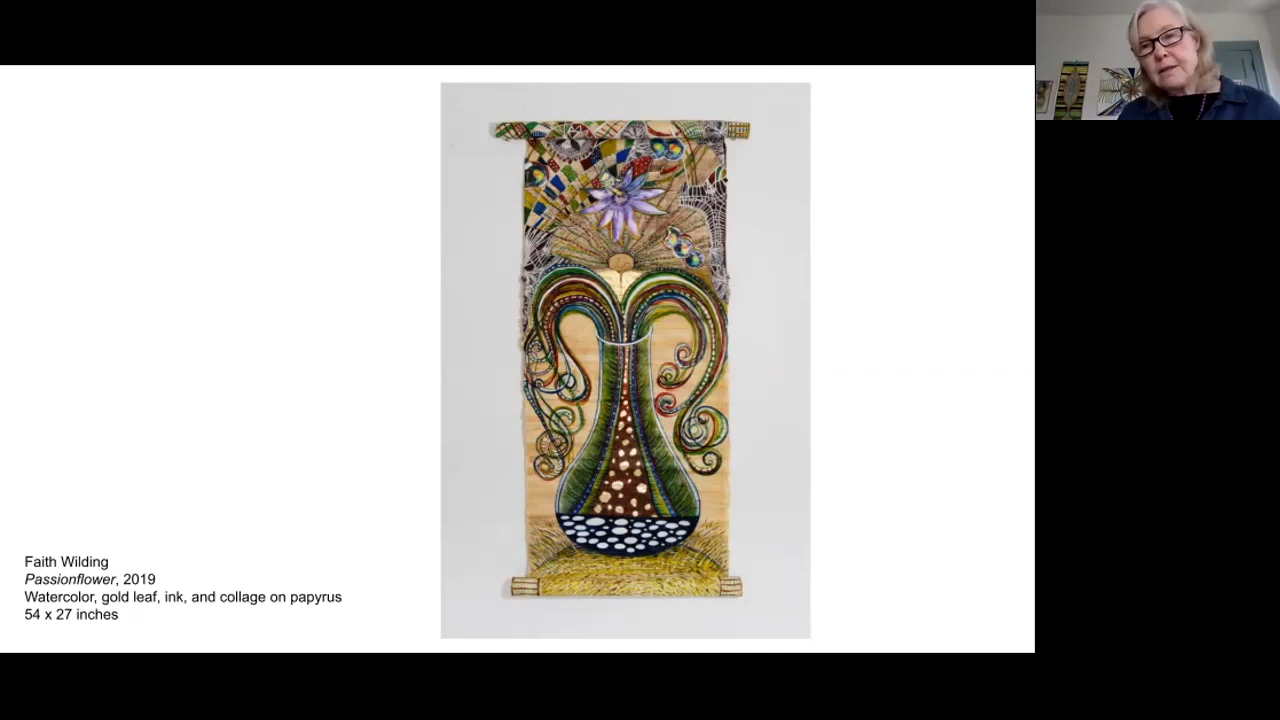 Faith Wilding
Passionflower, 2019
Watercolor, gold leaf, ink, and collage on papyrus
54 x 27 inches